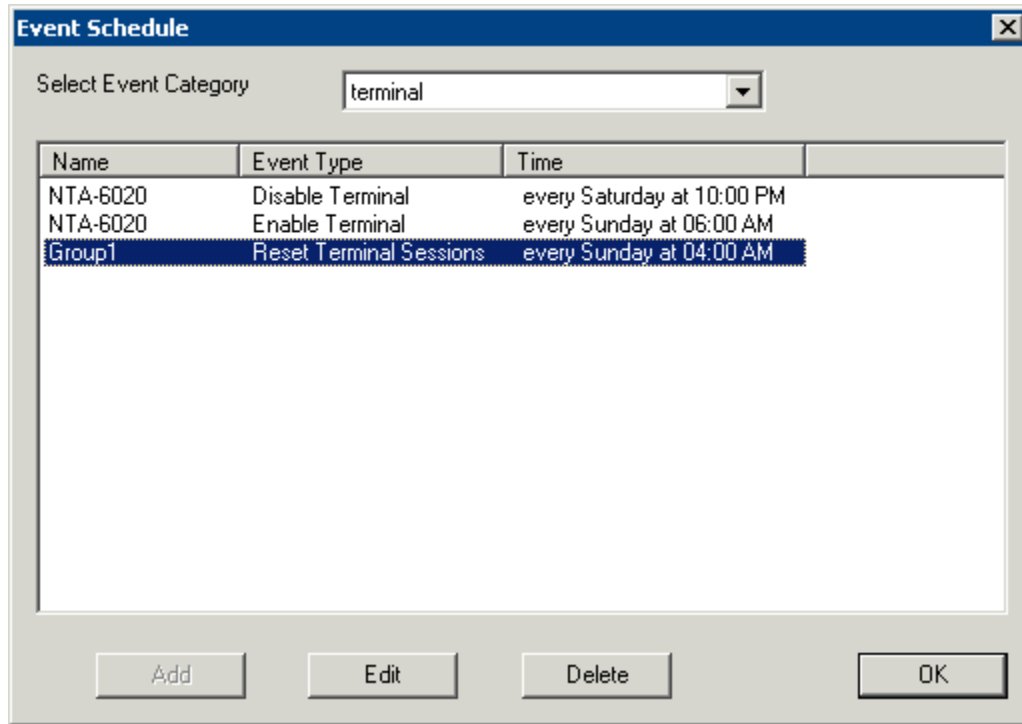 Event Schedule
Select Event Category terminal
Name Event Type Time
NTA-6020 Disable Terminal every Saturday at 10:00 PM
NTA-6020 Enable Terminal every Sunday at 06:00 AM
Group1 Reset Terminal Sessions every Sunday at 04:00 AM
Add Edit Delete OK